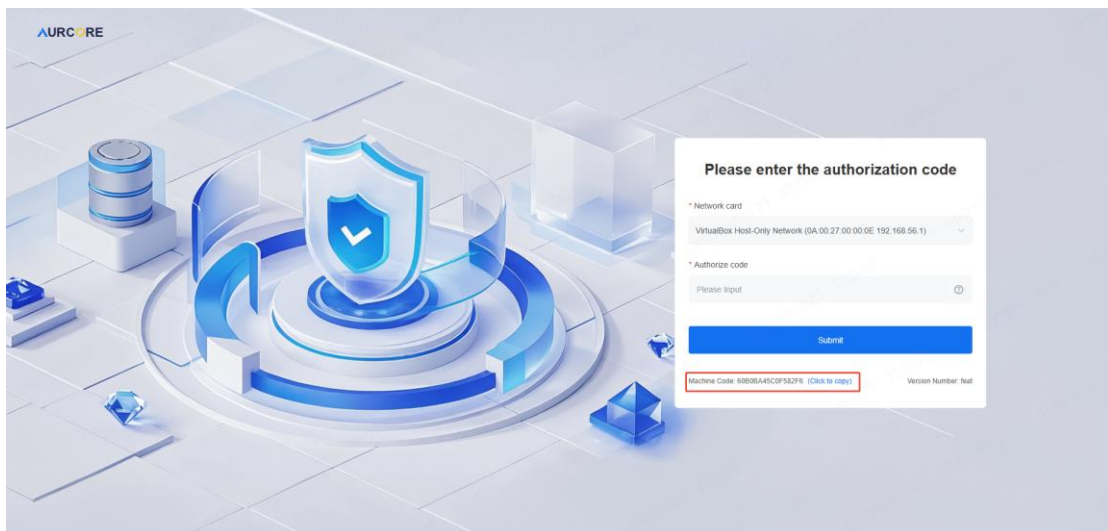 AURCORE
Please enter the authorization code
* Network card
VirtualBox Host-Only Network (0A:00:27:00:00:0E 192.168.56.1)
* Authorize code
Please Input
Submit
Machine Code: 60B0BA45C0F582F6 (Click to copy) Version Number: feat